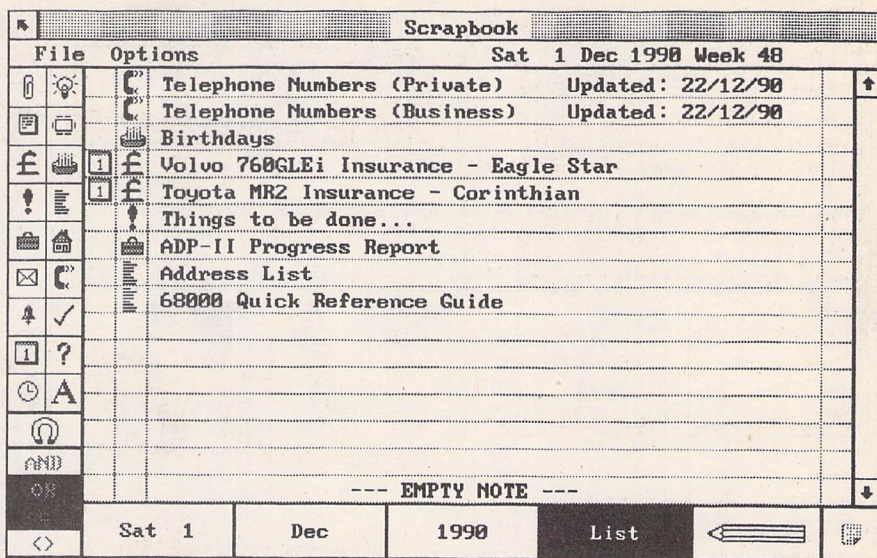 Scrapbook
File Options Sat 1 Dec 1990 Week 48
Telephone Numbers (Private) Updated: 22/12/90
Telephone Numbers (Business) Updated: 22/12/90
Birthdays
1 £ Volvo 760GLEi Insurance - Eagle Star
1 £ Toyota MR2 Insurance - Corinthian
Things to be done...
ADP-II Progress Report
Address List
68000 Quick Reference Guide
£
!
1 ?
A
AND
OR
<>
--- EMPTY NOTE ---
Sat 1 Dec 1990 List